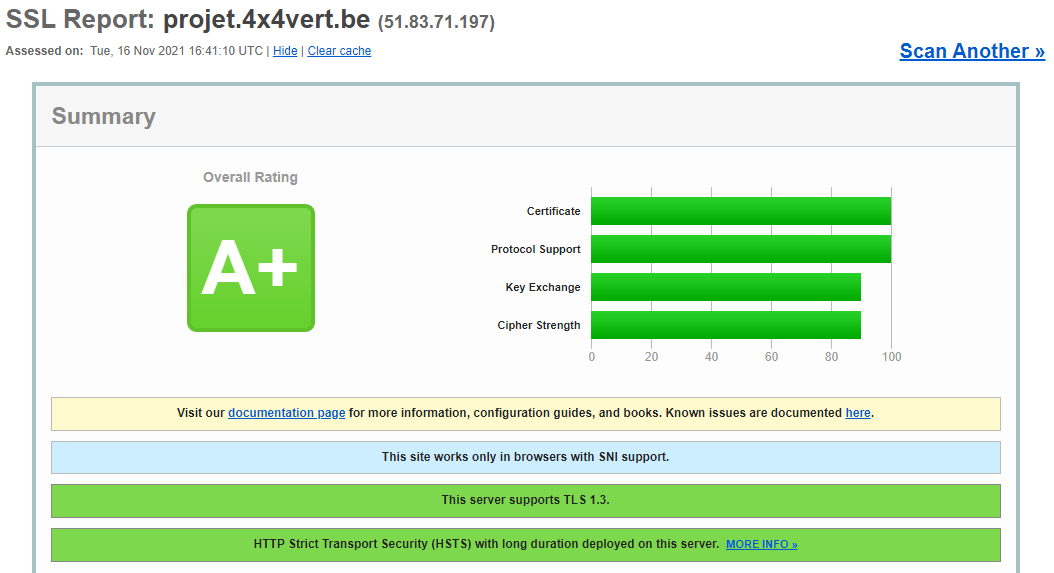 SSL Report: projet.4x4vert.be (51.83.71.197)
Assessed on: Tue, 16 Nov 2021 16:41:10 UTC | Hide | Clear cache
Scan Another »
Summary
Overall Rating
A+
Certificate
Protocol Support
Key Exchange
Cipher Strength
0 20 40 60 80 100
Visit our documentation page for more information, configuration guides, and books. Known issues are documented here.
This site works only in browsers with SNI support.
This server supports TLS 1.3.
HTTP Strict Transport Security (HSTS) with long duration deployed on this server. MORE INFO »